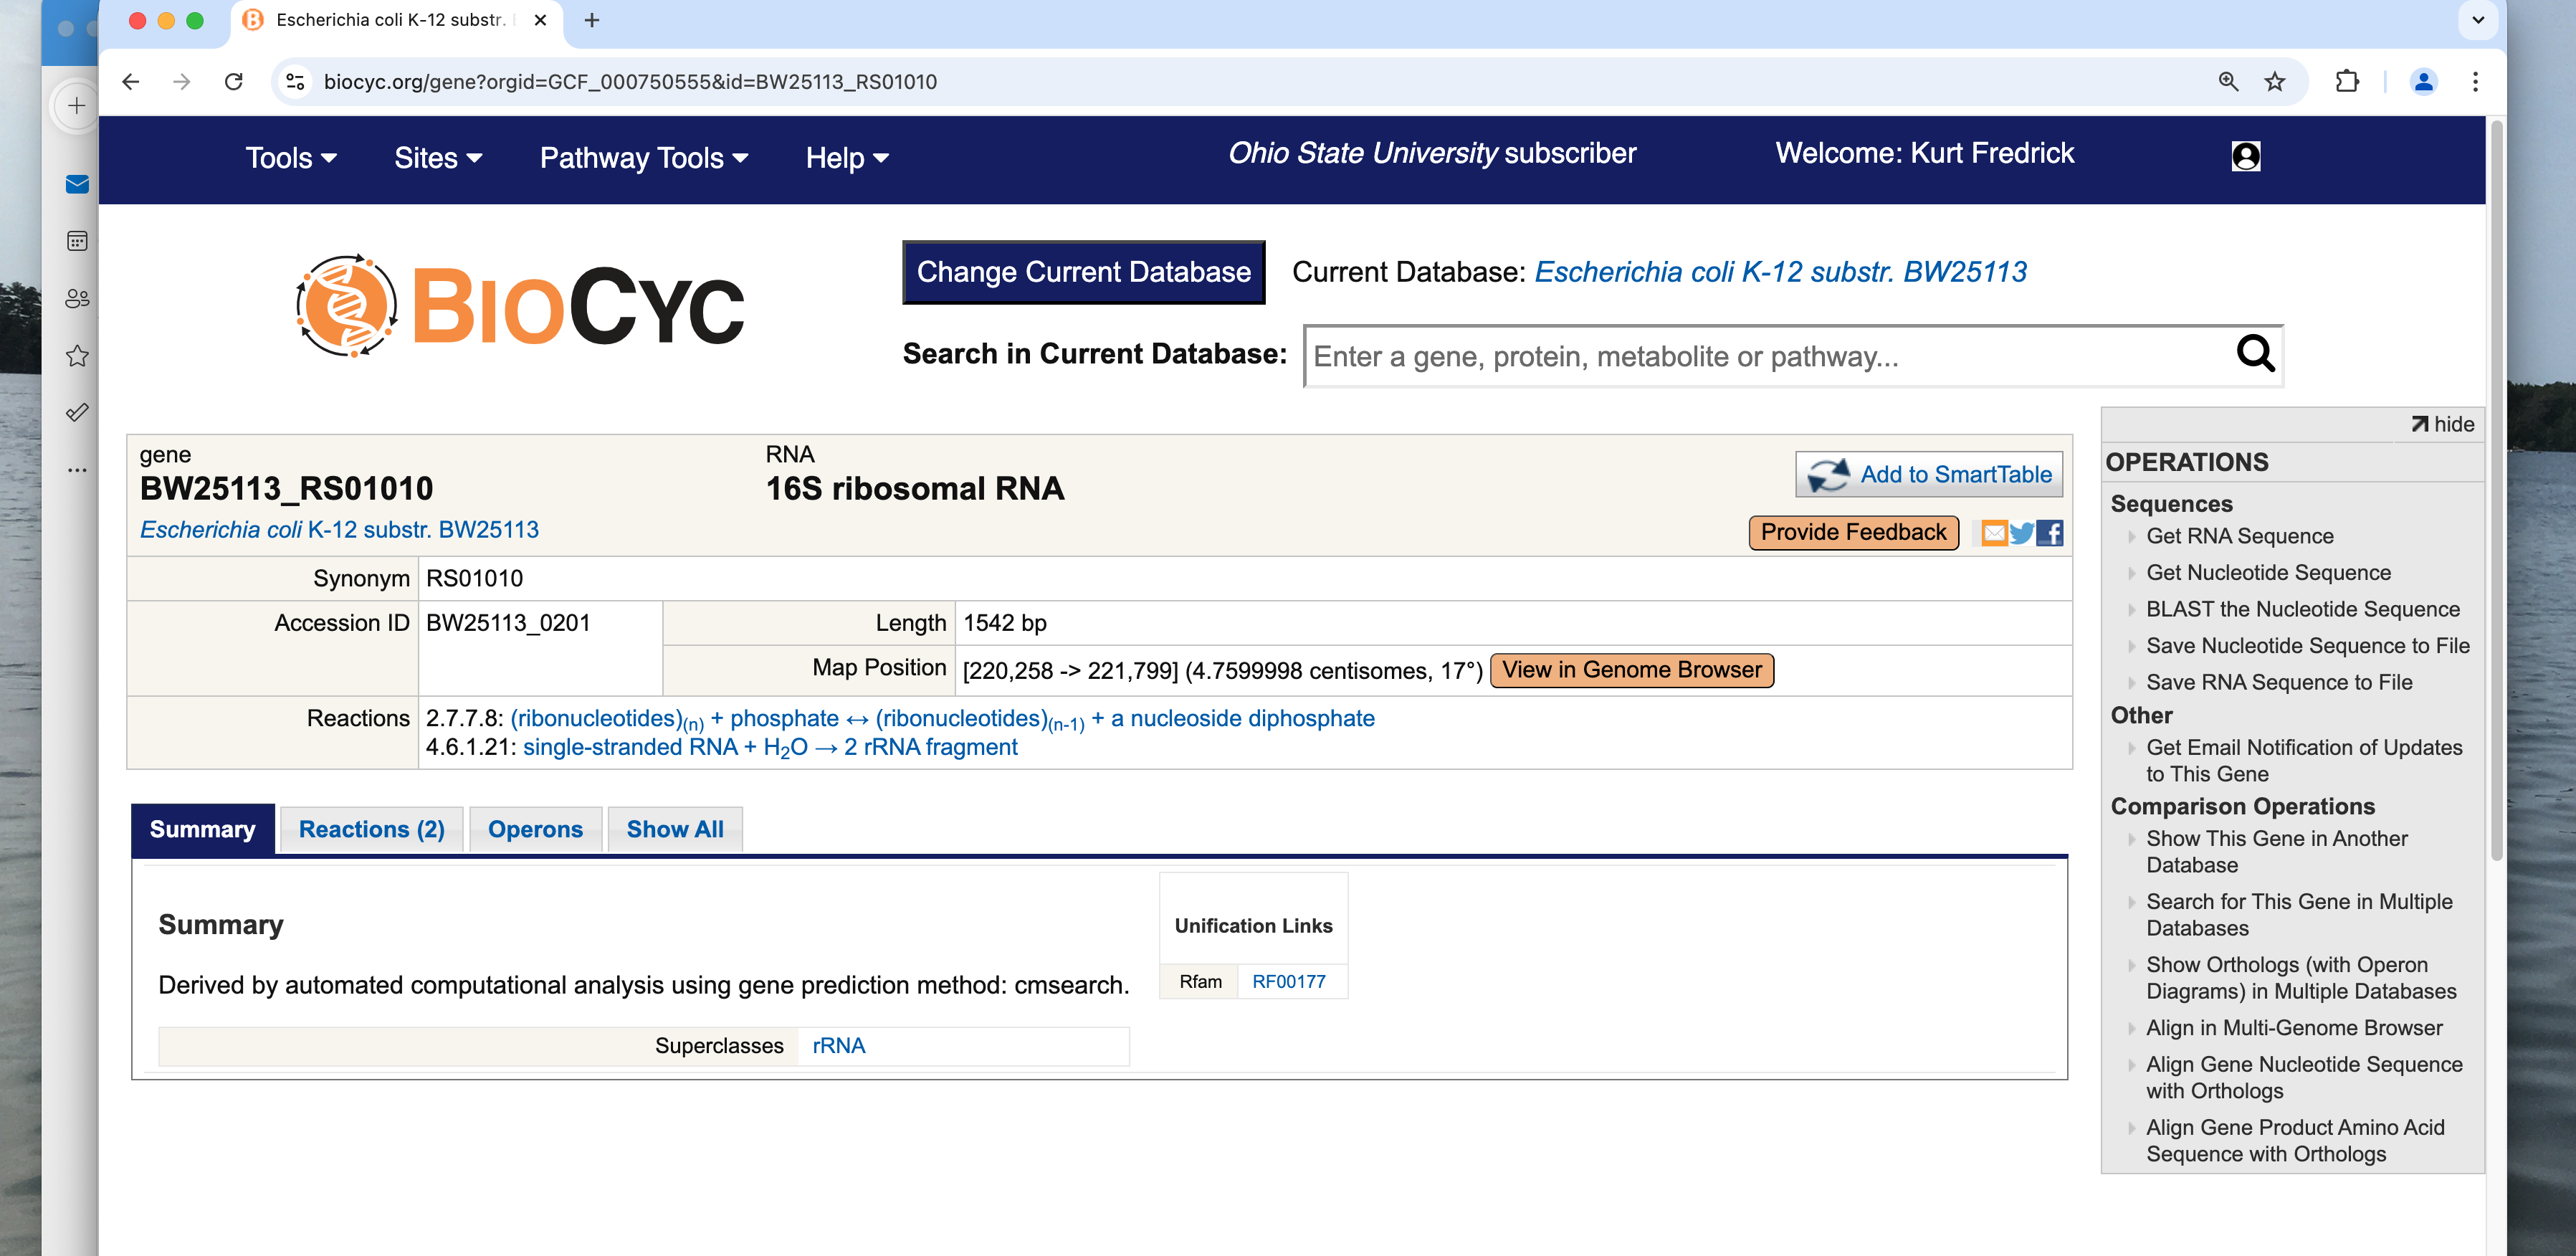 Escherichia coli K-12 substr.
biocyc.org/gene?orgid=GCF_000750555&id=BW25113_RS01010
Tools Sites Pathway Tools Help Ohio State University subscriber Welcome: Kurt Fredrick
BIOCYC
Change Current Database Current Database: Escherichia coli K-12 substr. BW25113
Search in Current Database: Enter a gene, protein, metabolite or pathway...
gene RNA
BW25113_RS01010 16S ribosomal RNA
Add to SmartTable
Escherichia coli K-12 substr. BW25113
Provide Feedback
Synonym RS01010
Accession ID BW25113_0201 Length 1542 bp
Map Position [220,258 -> 221,799] (4.7599998 centisomes, 17°) View in Genome Browser
Reactions 2.7.7.8: (ribonucleotides)(n) + phosphate ↔ (ribonucleotides)(n-1) + a nucleoside diphosphate
4.6.1.21: single-stranded RNA + H2O → 2 rRNA fragment
Summary Reactions (2) Operons Show All
Summary
Derived by automated computational analysis using gene prediction method: cmsearch.
Superclasses rRNA
Unification Links
Rfam RF00177
hide
OPERATIONS
Sequences
Get RNA Sequence
Get Nucleotide Sequence
BLAST the Nucleotide Sequence
Save Nucleotide Sequence to File
Save RNA Sequence to File
Other
Get Email Notification of Updates
to This Gene
Comparison Operations
Show This Gene in Another
Database
Search for This Gene in Multiple
Databases
Show Orthologs (with Operon
Diagrams) in Multiple Databases
Align in Multi-Genome Browser
Align Gene Nucleotide Sequence
with Orthologs
Align Gene Product Amino Acid
Sequence with Orthologs